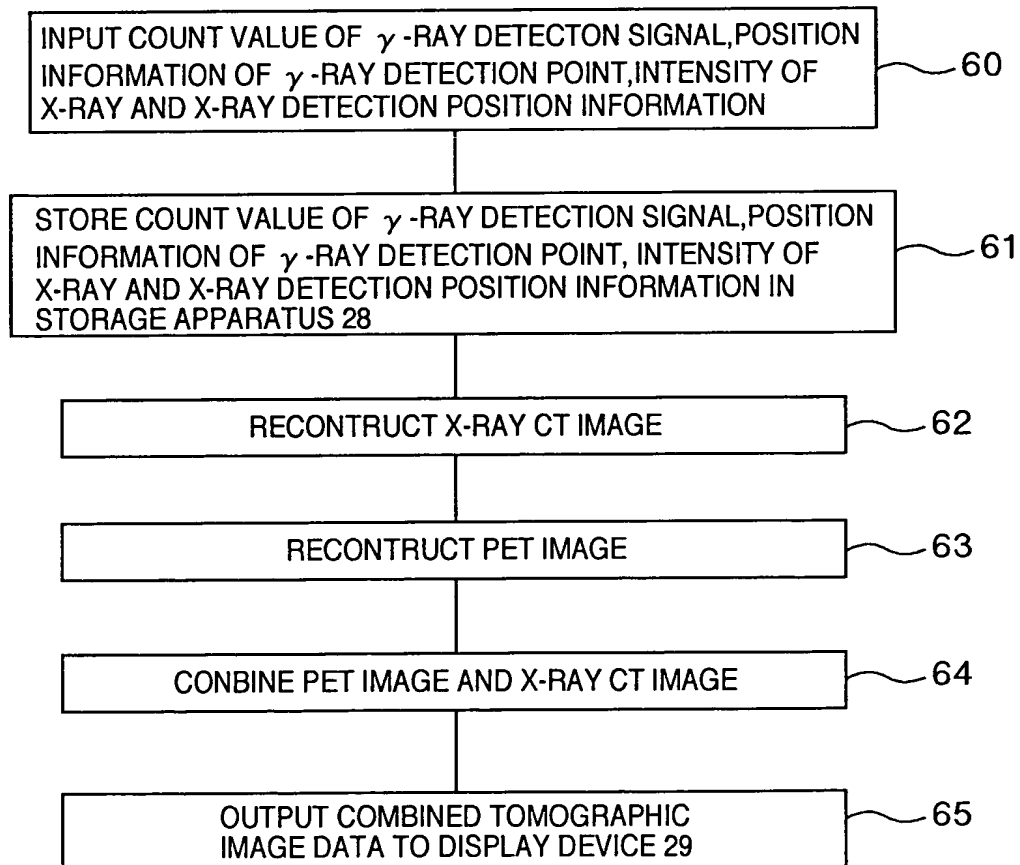 INPUT COUNT VALUE OF γ-RAY DETECTON SIGNAL,POSITION
INFORMATION OF γ-RAY DETECTION POINT,INTENSITY OF
X-RAY AND X-RAY DETECTION POSITION INFORMATION
60
STORE COUNT VALUE OF γ-RAY DETECTION SIGNAL,POSITION
INFORMATION OF γ-RAY DETECTION POINT, INTENSITY OF
X-RAY AND X-RAY DETECTION POSITION INFORMATION IN
STORAGE APPARATUS 28
61
RECONTRUCT X-RAY CT IMAGE
62
RECONTRUCT PET IMAGE
63
CONBINE PET IMAGE AND X-RAY CT IMAGE
64
OUTPUT COMBINED TOMOGRAPHIC
IMAGE DATA TO DISPLAY DEVICE 29
65